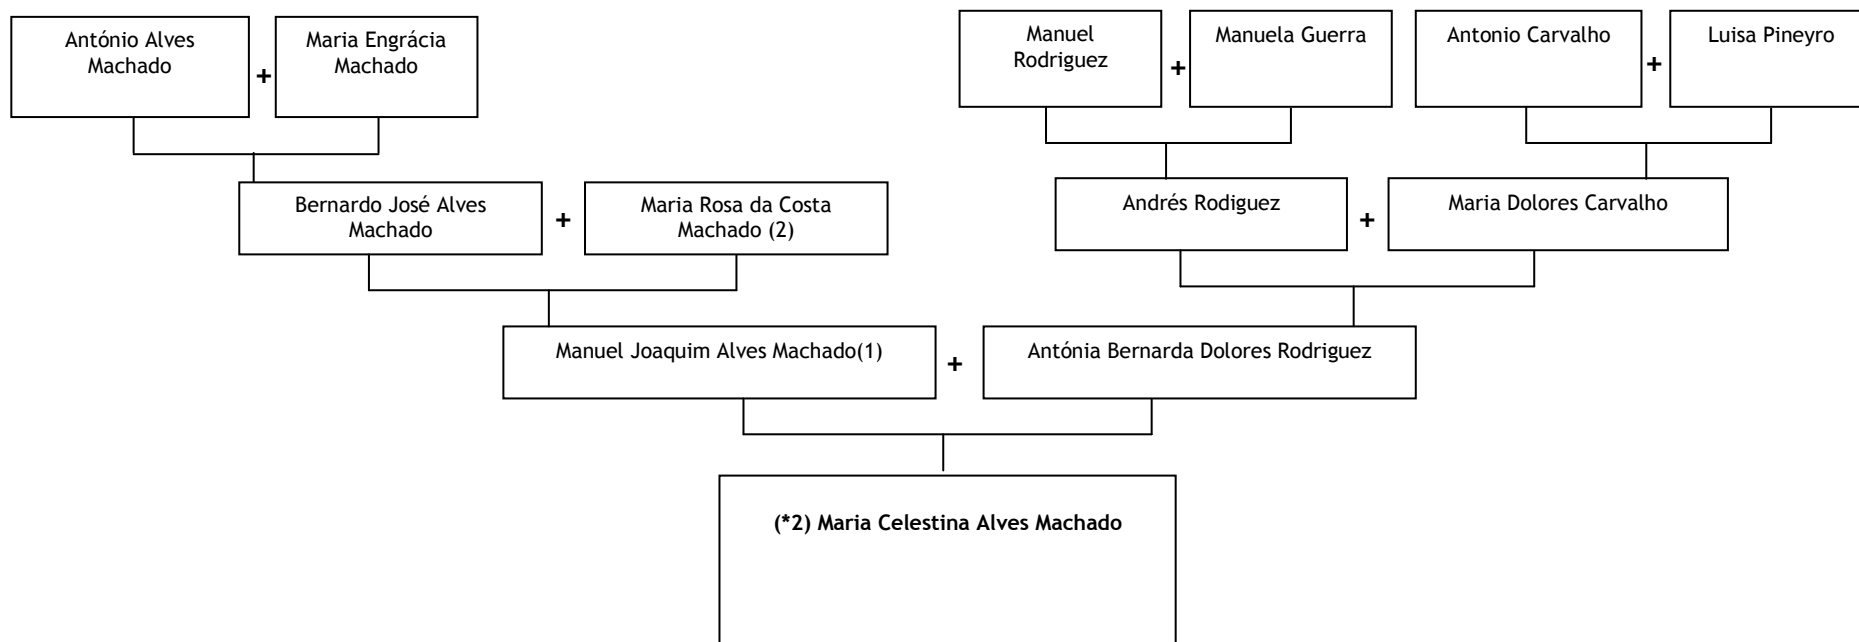 António Alves
Machado
+
Maria Engrácia
Machado
Manuel
Rodriguez
+
Manuela Guerra
Antonio Carvalho
+
Luisa Pineyro
Bernardo José Alves
Machado
+
Maria Rosa da Costa
Machado (2)
Andrés Rodiguez
+
Maria Dolores Carvalho
Manuel Joaquim Alves Machado(1)
+
Antónia Bernarda Dolores Rodriguez
(*2) Maria Celestina Alves Machado